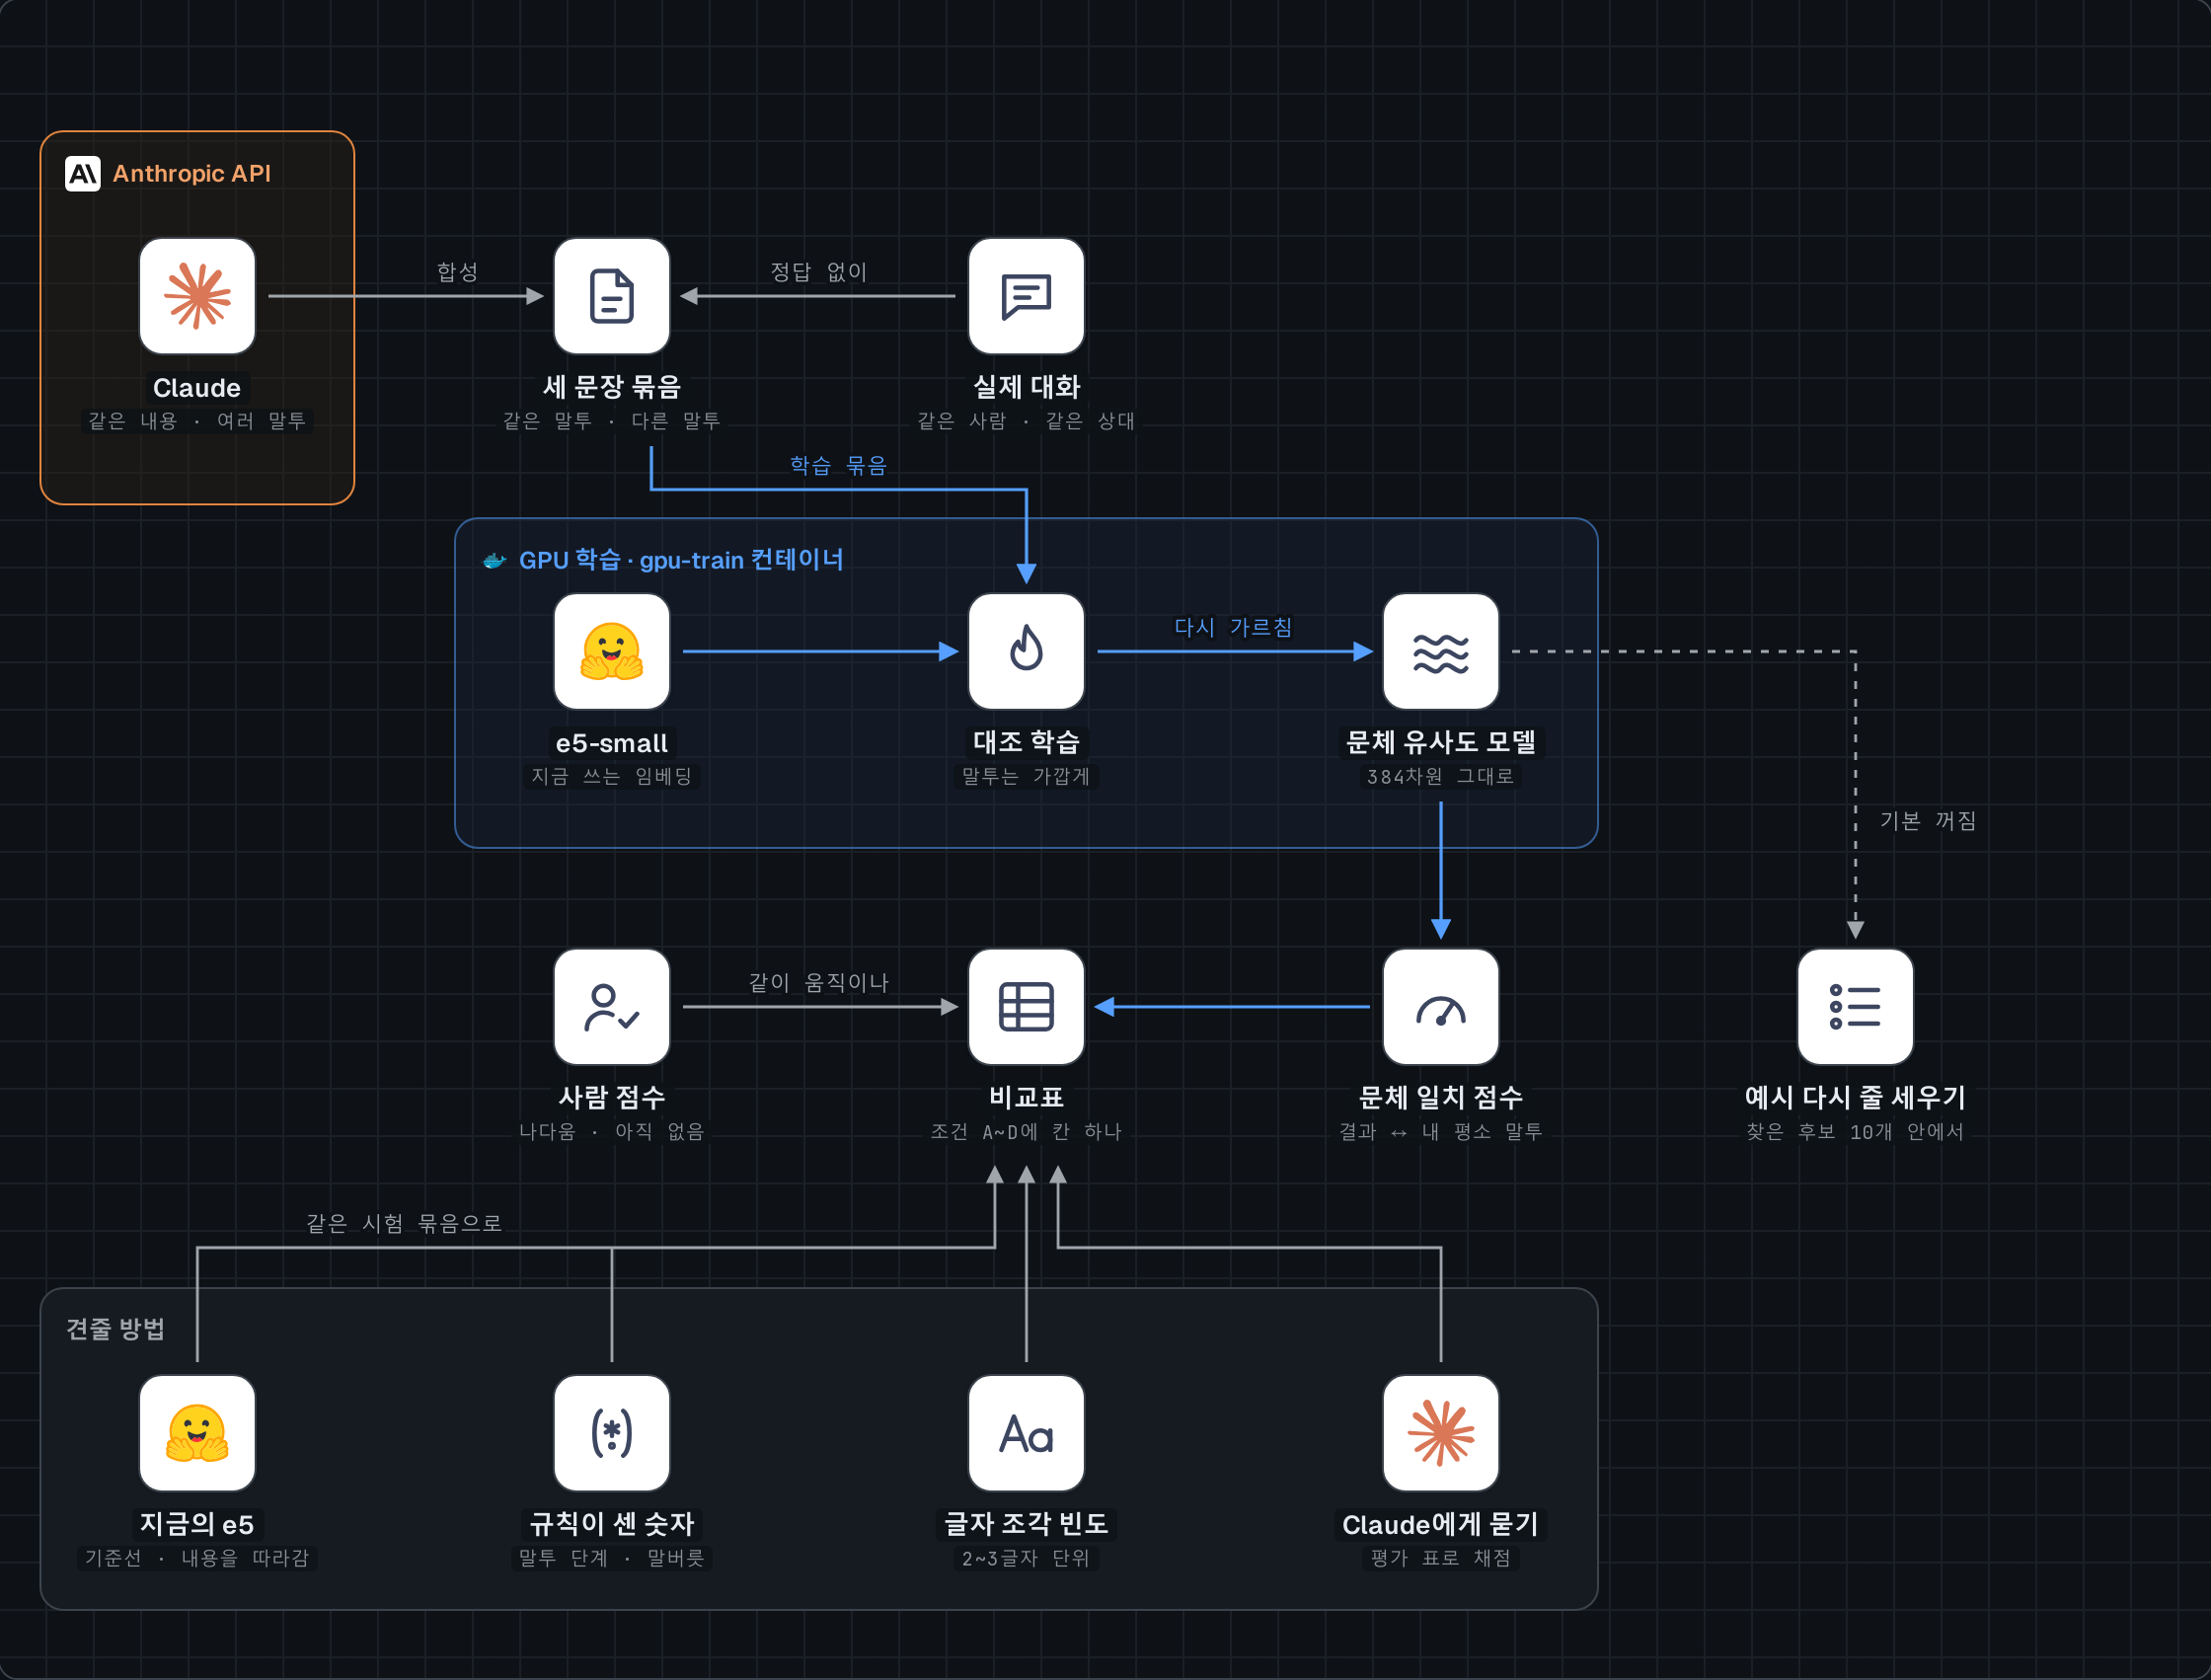 Anthropic API
합성
정답 없이
Claude
같은 내용 · 여러 말투
세 문장 묶음
같은 말투 · 다른 말투
실제 대화
같은 사람 · 같은 상대
학습 묶음
GPU 학습 · gpu-train 컨테이너
다시 가르침
e5-small
지금 쓰는 임베딩
대조 학습
말투는 가깝게
문체 유사도 모델
384차원 그대로
기본 꺼짐
같이 움직이나
사람 점수
나다움 · 아직 없음
비교표
조건 A~D에 칸 하나
문체 일치 점수
결과 ↔ 내 평소 말투
예시 다시 줄 세우기
찾은 후보 10개 안에서
같은 시험 묶음으로
견줄 방법
Aa
지금의 e5
기준선 · 내용을 따라감
규칙이 센 숫자
말투 단계 · 말버릇
글자 조각 빈도
2~3글자 단위
Claude에게 묻기
평가 표로 채점